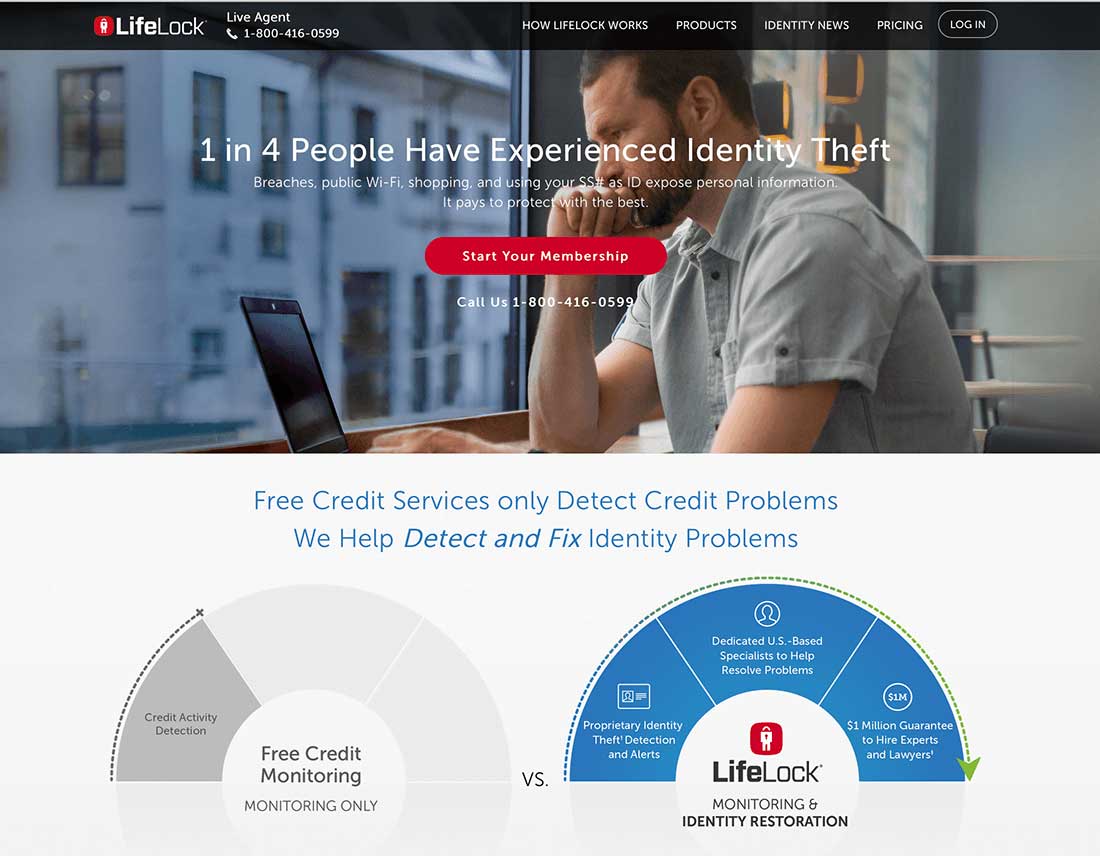 LifeLock
Live Agent
1-800-416-0599
HOW LIFELOCK WORKS
PRODUCTS
IDENTITY NEWS
PRICING
LOG IN
1 in 4 People Have Experienced Identity Theft
Breaches, public Wi-Fi, shopping, and using your SS# as ID expose personal information.
It pays to protect with the best.
Start Your Membership
Call Us 1-800-416-0599
Free Credit Services only Detect Credit Problems
We Help Detect and Fix Identity Problems
Credit Activity
Detection
Free Credit
Monitoring
MONITORING ONLY
VS.
Proprietary Identity
Theft¹ Detection
and Alerts
Dedicated U.S.-Based
Specialists to Help
Resolve Problems
$1M
$1 Million Guarantee
to Hire Experts
and Lawyers¹
LifeLock
MONITORING &
IDENTITY RESTORATION